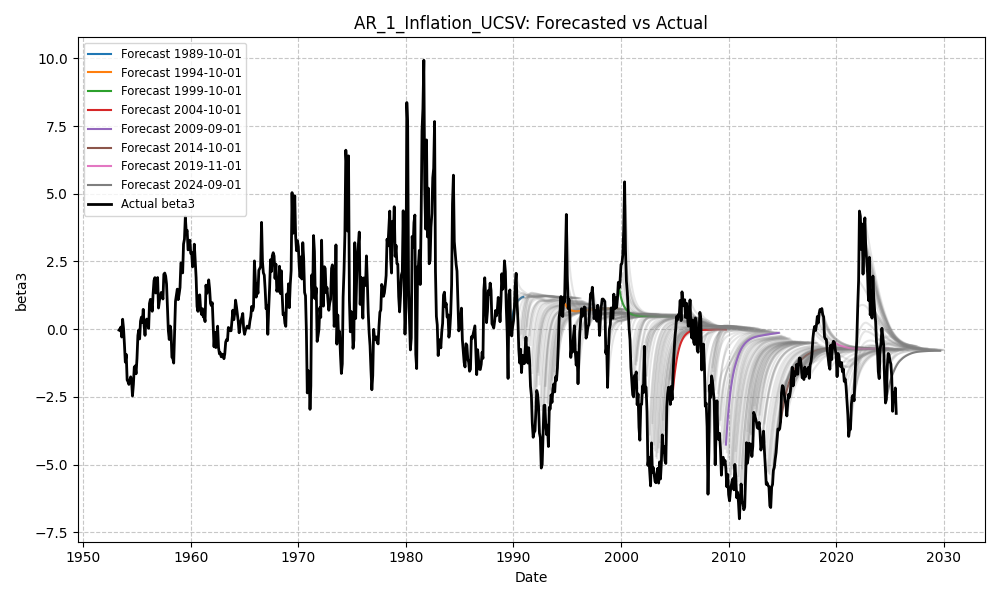 AR_1_Inflation_UCSV: Forecasted vs Actual
Forecast 1989-10-01
Forecast 1994-10-01
Forecast 1999-10-01
Forecast 2004-10-01
Forecast 2009-09-01
Forecast 2014-10-01
Forecast 2019-11-01
Forecast 2024-09-01
Actual beta3
beta3
10.0
7.5
5.0
2.5
0.0
−2.5
−5.0
−7.5
1950 1960 1970 1980 1990 2000 2010 2020 2030
Date